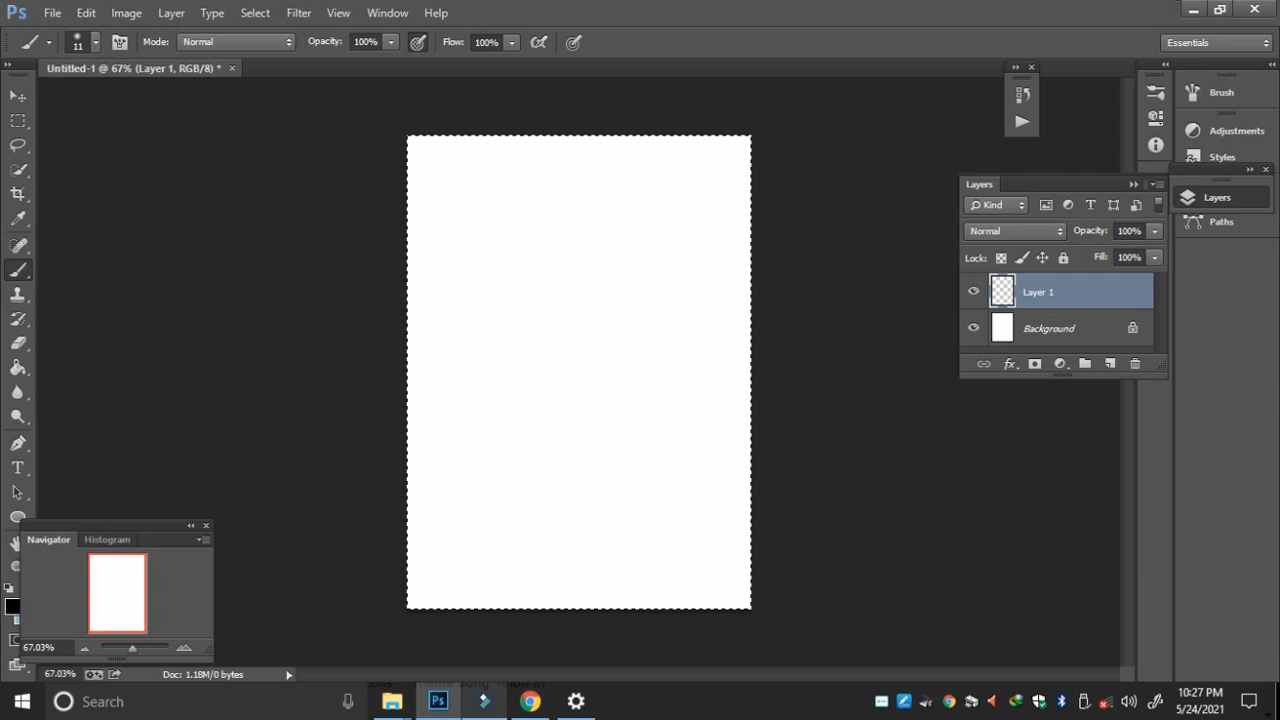 Ps File Edit Image Layer Type Select Filter View Window Help
11 Mode: Normal Opacity: 100% Flow: 100% Essentials
Untitled-1 @ 67% (Layer 1, RGB/8) * ×
Brush
Adjustments
Styles
Layers
Layers
Paths
Kind
Normal Opacity: 100%
Lock: Fill: 100%
Layer 1
Background
fx
T
Navigator Histogram
67.03%
67.03% Doc: 1.18M/0 bytes
Search Ps 10:27 PM
5/24/2021